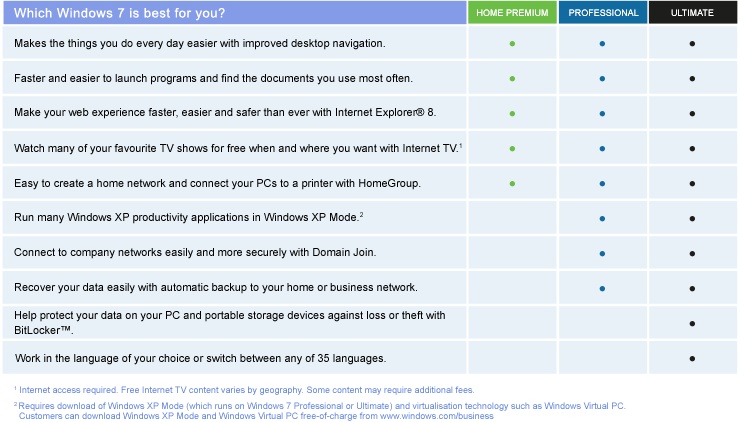 Which Windows 7 is best for you? HOME PREMIUM PROFESSIONAL ULTIMATE
Makes the things you do every day easier with improved desktop navigation.
Faster and easier to launch programs and find the documents you use most often.
Make your web experience faster, easier and safer than ever with Internet Explorer® 8.
Watch many of your favourite TV shows for free when and where you want with Internet TV.¹
Easy to create a home network and connect your PCs to a printer with HomeGroup.
Run many Windows XP productivity applications in Windows XP Mode.²
Connect to company networks easily and more securely with Domain Join.
Recover your data easily with automatic backup to your home or business network.
Help protect your data on your PC and portable storage devices against loss or theft with
BitLocker™.
Work in the language of your choice or switch between any of 35 languages.
¹ Internet access required. Free Internet TV content varies by geography. Some content may require additional fees.
² Requires download of Windows XP Mode (which runs on Windows 7 Professional or Ultimate) and virtualisation technology such as Windows Virtual PC.
Customers can download Windows XP Mode and Windows Virtual PC free-of-charge from www.windows.com/business